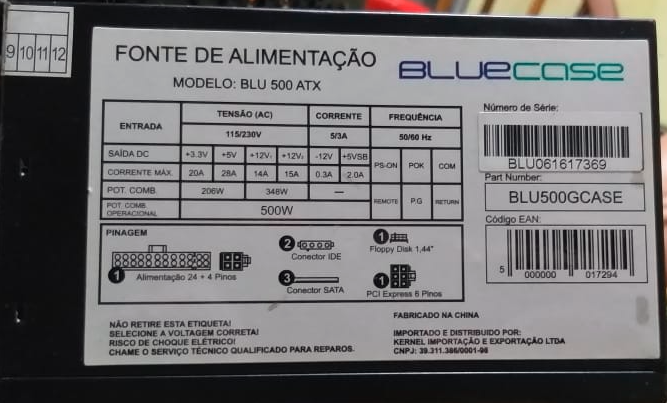 9 10 11 12
FONTE DE ALIMENTAÇÃO
BLUECASE
MODELO: BLU 500 ATX
ENTRADA TENSÃO (AC) CORRENTE FREQUÊNCIA
115/230V 5/3A 50/60 Hz
SAÍDA DC +3.3V +5V +12V₁ +12V₂ -12V +5VSB PS-ON POK COM
CORRENTE MÁX. 20A 28A 14A 15A 0.3A 2.0A
POT. COMB. 206W 348W — REMOTE P.G RETURN
POT. COMB. OPERACIONAL 500W
Número de Série:
BLU061617369
Part Number:
BLU500GCASE
Código EAN:
5 000000 017294
PINAGEM
1 Alimentação 24 + 4 Pinos
2 Conector IDE
3 Conector SATA
1 Floppy Disk 1,44"
1 PCI Express 6 Pinos
NÃO RETIRE ESTA ETIQUETA!
SELECIONE A VOLTAGEM CORRETA!
RISCO DE CHOQUE ELÉTRICO!
CHAME O SERVIÇO TÉCNICO QUALIFICADO PARA REPAROS.
FABRICADO NA CHINA
IMPORTADO E DISTRIBUIDO POR:
KERNEL IMPORTAÇÃO E EXPORTAÇÃO LTDA
CNPJ: 39.311.386/0001-98